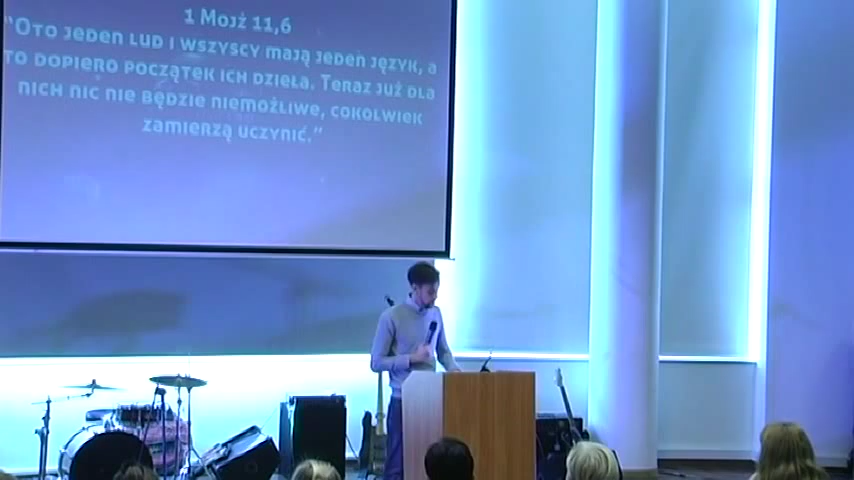 1 Mojż 11,6
"Oto jeden lud i wszyscy mają jeden język, a
to dopiero początek ich dzieła. Teraz już dla
nich nic nie będzie niemożliwe, cokolwiek
zamierzą uczynić."